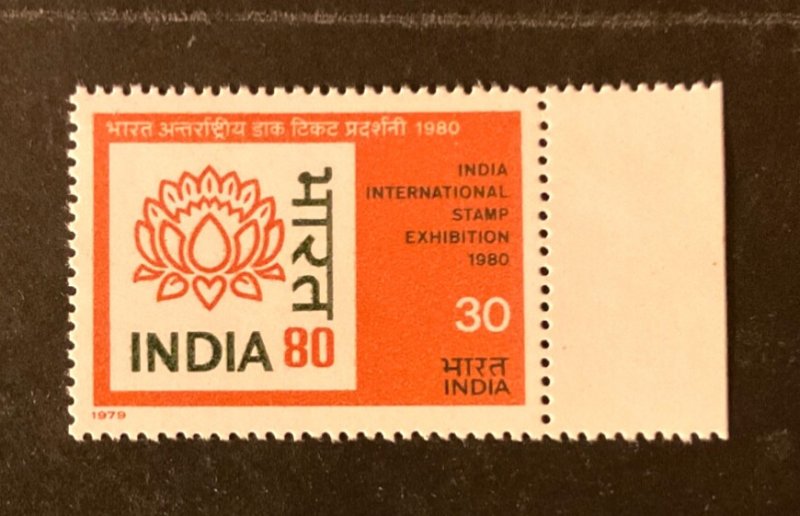 भारत अन्तर्राष्ट्रीय डाक टिकट प्रदर्शनी 1980
भारत
INDIA 80
INDIA
INTERNATIONAL
STAMP
EXHIBITION
1980
30
भारत
INDIA
1979